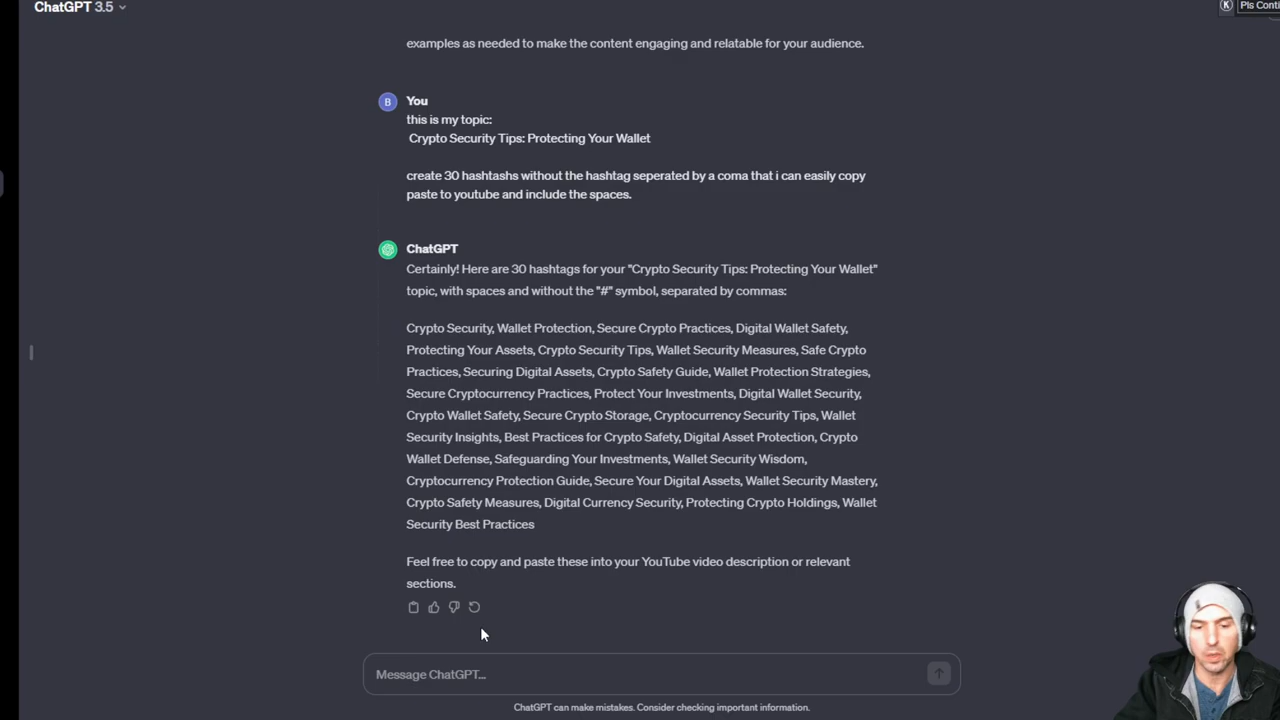 ChatGPT 3.5
K
Pls Conti
examples as needed to make the content engaging and relatable for your audience.
B
You
this is my topic:
Crypto Security Tips: Protecting Your Wallet
create 30 hashtashs without the hashtag seperated by a coma that i can easily copy
paste to youtube and include the spaces.
ChatGPT
Certainly! Here are 30 hashtags for your "Crypto Security Tips: Protecting Your Wallet"
topic, with spaces and without the "#" symbol, separated by commas:
Crypto Security, Wallet Protection, Secure Crypto Practices, Digital Wallet Safety,
Protecting Your Assets, Crypto Security Tips, Wallet Security Measures, Safe Crypto
Practices, Securing Digital Assets, Crypto Safety Guide, Wallet Protection Strategies,
Secure Cryptocurrency Practices, Protect Your Investments, Digital Wallet Security,
Crypto Wallet Safety, Secure Crypto Storage, Cryptocurrency Security Tips, Wallet
Security Insights, Best Practices for Crypto Safety, Digital Asset Protection, Crypto
Wallet Defense, Safeguarding Your Investments, Wallet Security Wisdom,
Cryptocurrency Protection Guide, Secure Your Digital Assets, Wallet Security Mastery,
Crypto Safety Measures, Digital Currency Security, Protecting Crypto Holdings, Wallet
Security Best Practices
Feel free to copy and paste these into your YouTube video description or relevant
sections.
Message ChatGPT...
ChatGPT can make mistakes. Consider checking important information.